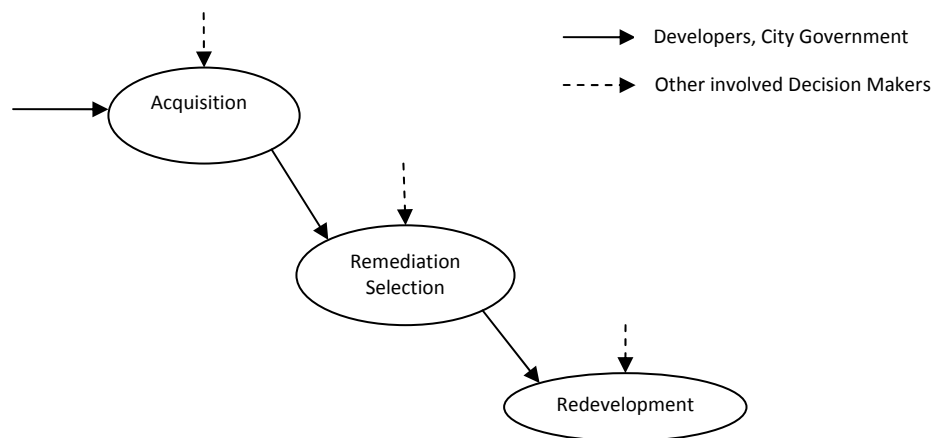 Developers, City Government
Other involved Decision Makers
Acquisition
Remediation
Selection
Redevelopment